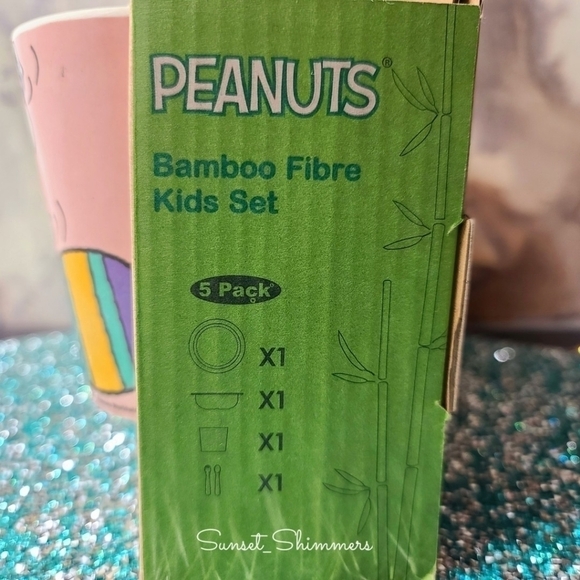 PEANUTS®
Bamboo Fibre
Kids Set
5 Pack
X1
X1
X1
X1
Sunset_Shimmers